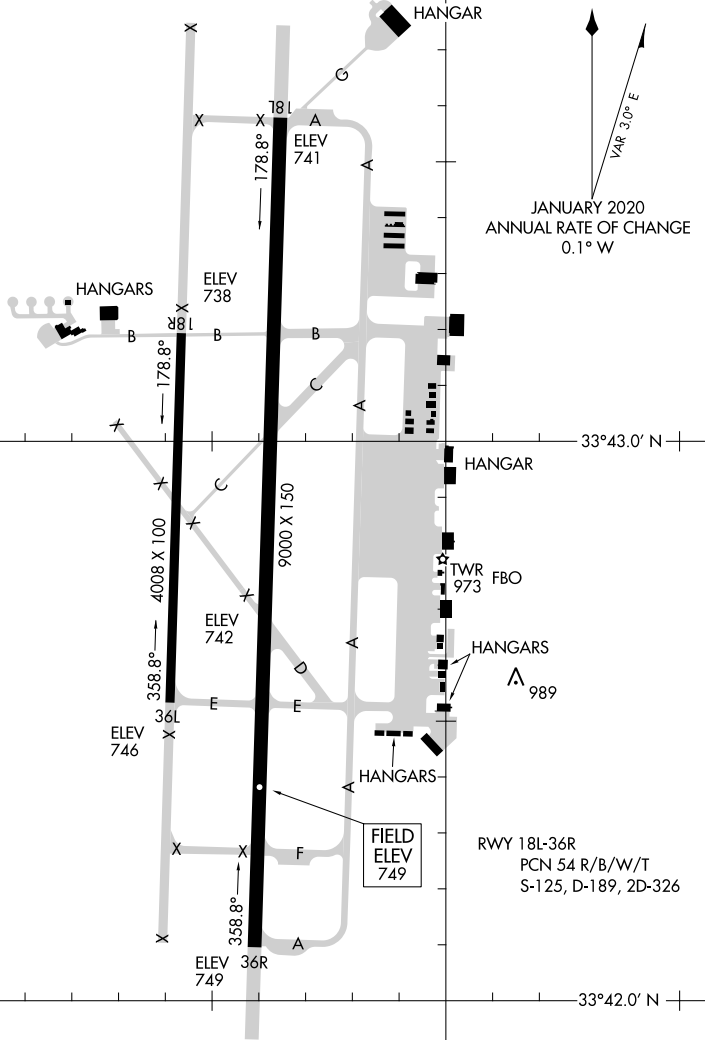 HANGAR
G
X
VAR 3.0° E
18L
X
X
A
ELEV
741
178.8°
A
JANUARY 2020
ANNUAL RATE OF CHANGE
0.1° W
HANGARS
ELEV
738
X
18R
B
B
B
178.8°
C
A
X
33°43.0' N
HANGAR
X
C
X
9000 X 150
4008 X 100
TWR
973
FBO
X
ELEV
742
A
HANGARS
D
358.8°
989
E
E
36L
X
ELEV
746
HANGARS
A
FIELD
ELEV
749
RWY 18L-36R
PCN 54 R/B/W/T
S-125, D-189, 2D-326
X
X
F
358.8°
X
A
ELEV
749
36R
33°42.0' N